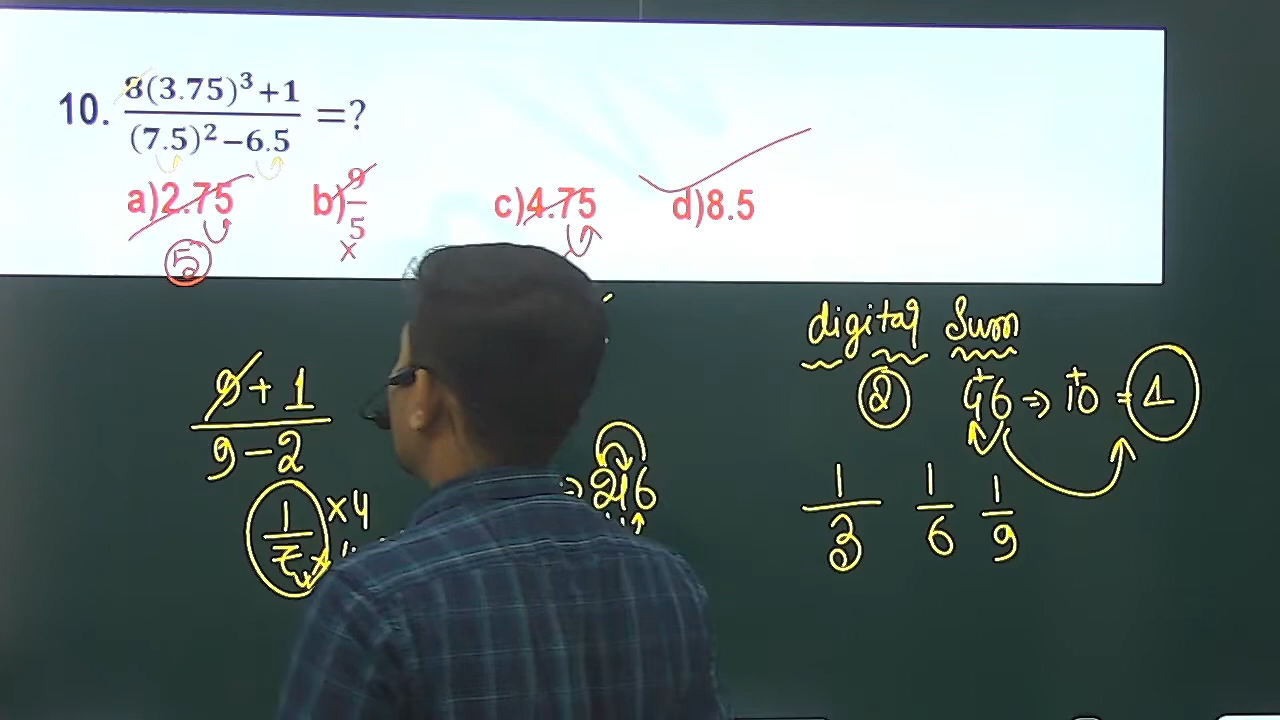 10. 8(3.75)³ +1 / (7.5)² −6.5 =?
a)2.75 b) 9/5 c)4.75 d)8.5
5 x
digital Sum
2 46 ⇒ 10 = 1
9 + 1
9 − 2
1/7 ×4
⇒ 216
1/3 1/6 1/9